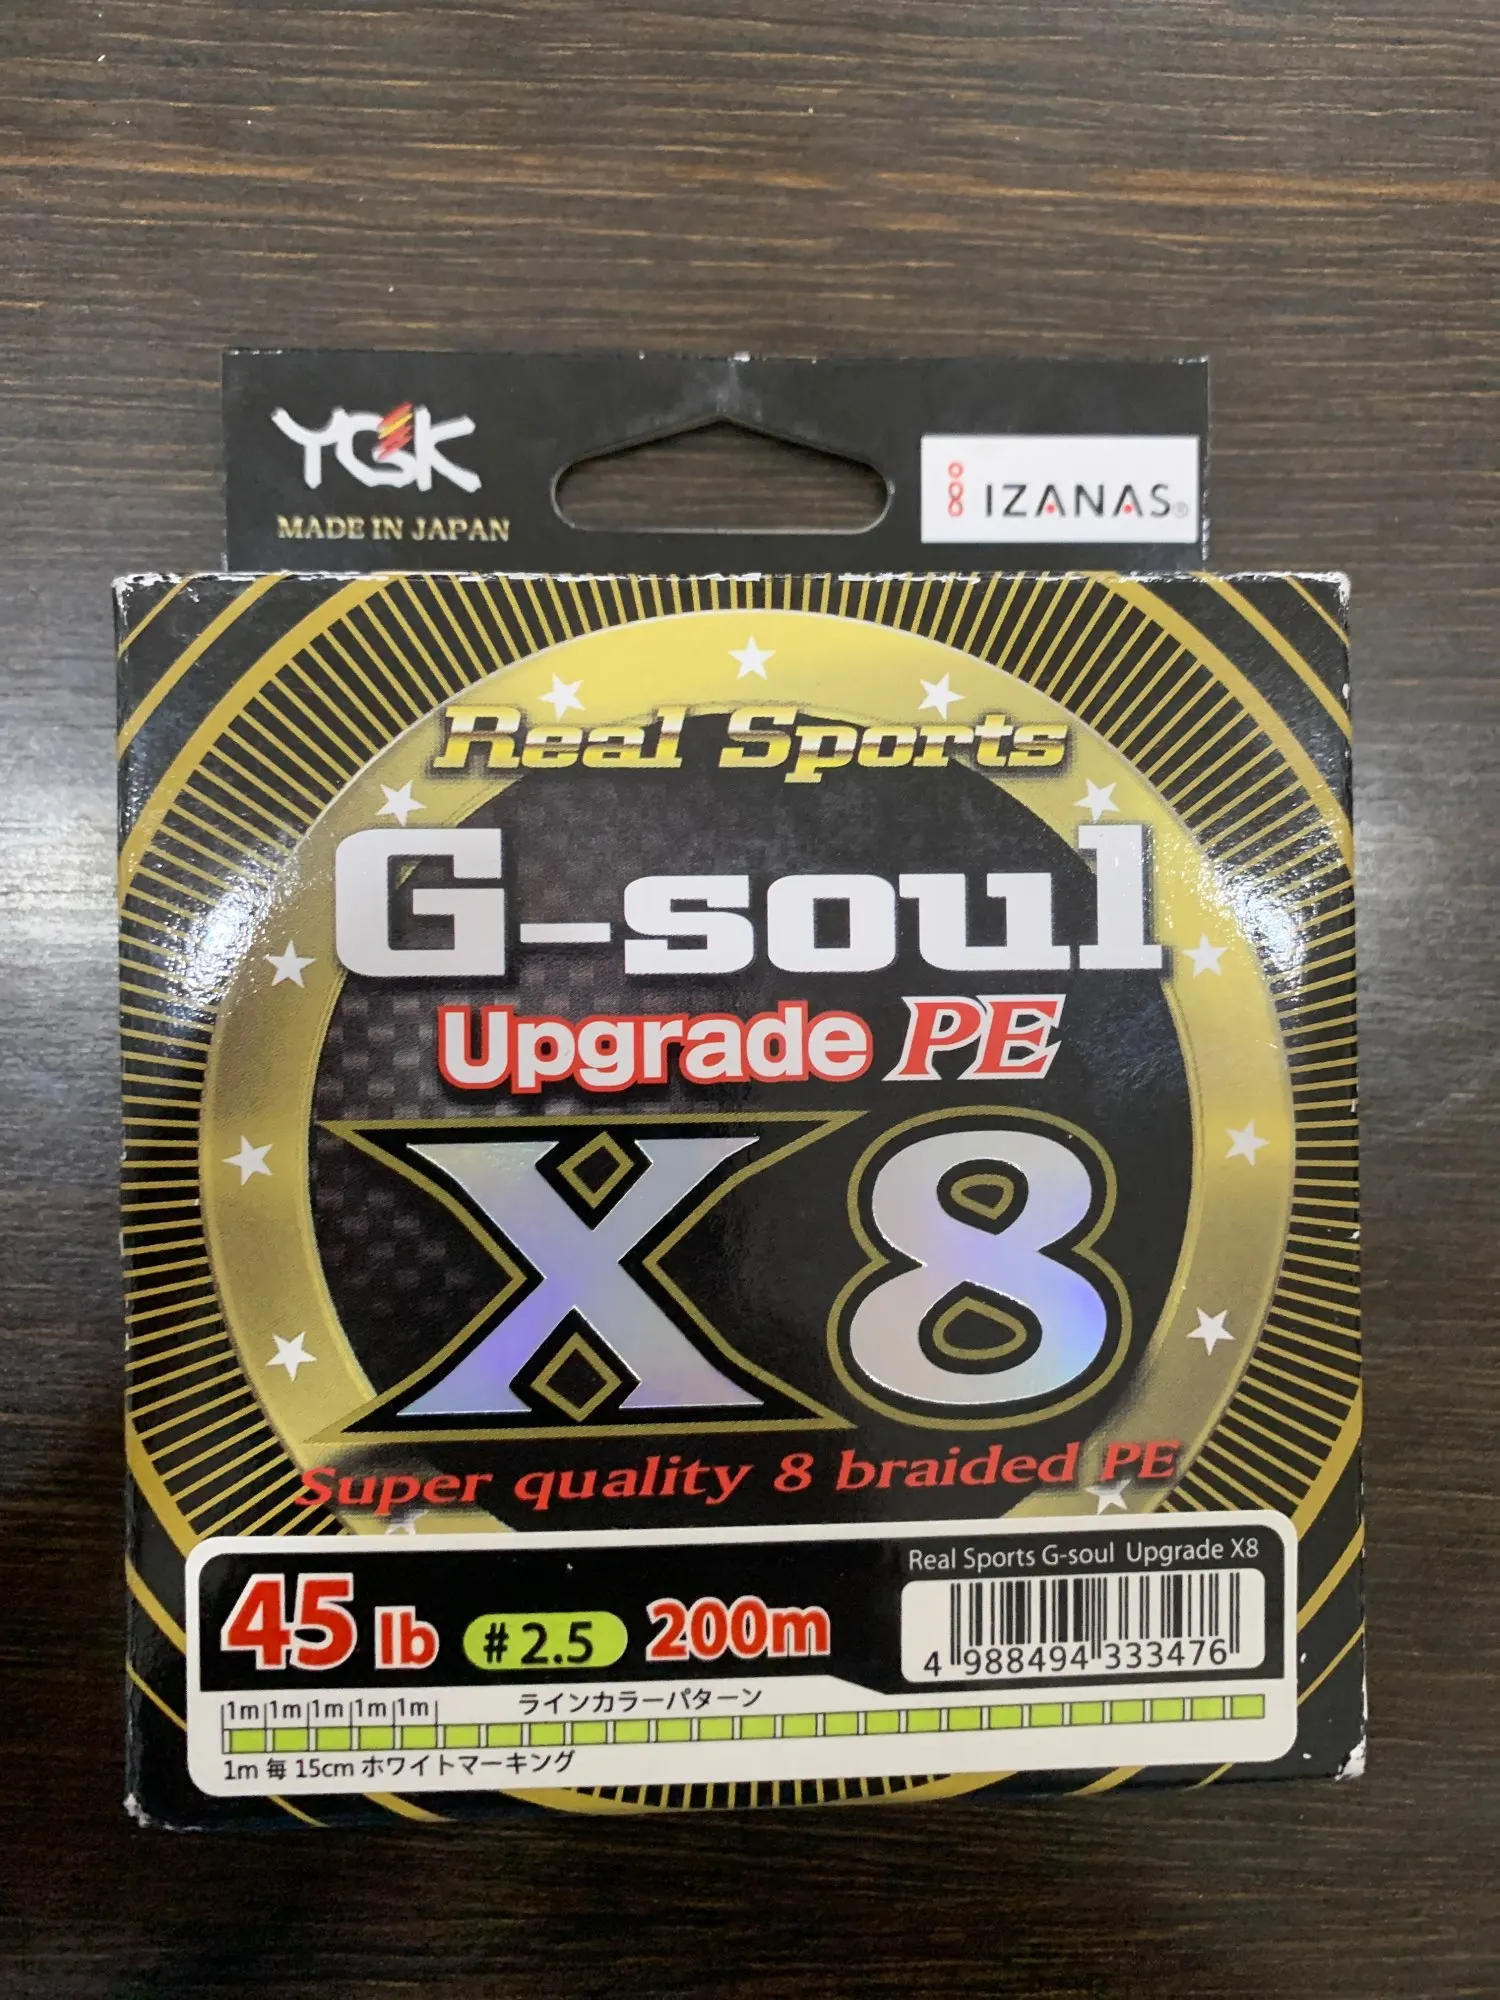 YGK
MADE IN JAPAN
IZANAS®
Real Sports
G-soul
Upgrade PE
X8
Super quality 8 braided PE
45 lb #2.5 200m
Real Sports G-soul Upgrade X8
4 988494 333476
1m 1m 1m 1m 1m
ラインカラーパターン
1m 毎 15cm ホワイトマーキング